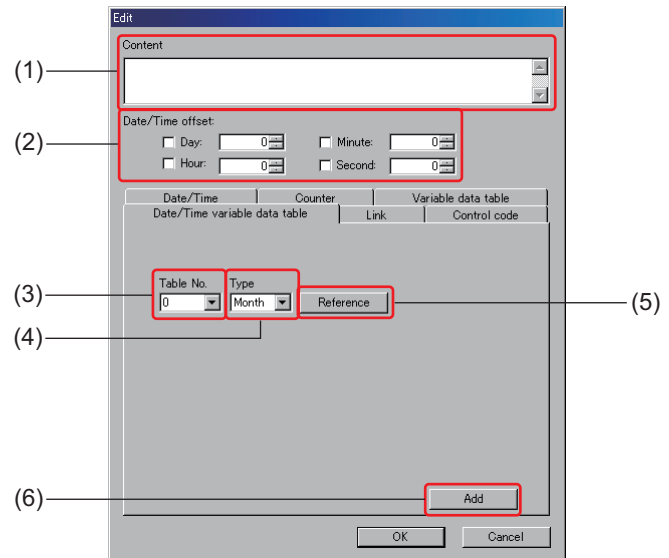 Edit
Content
(1)
Date/Time offset:
(2)
Day: 0 Minute: 0
Hour: 0 Second: 0
Date/Time Counter Variable data table
Date/Time variable data table Link Control code
Table No. Type
(3) 0 Month Reference (5)
(4)
(6) Add
OK Cancel